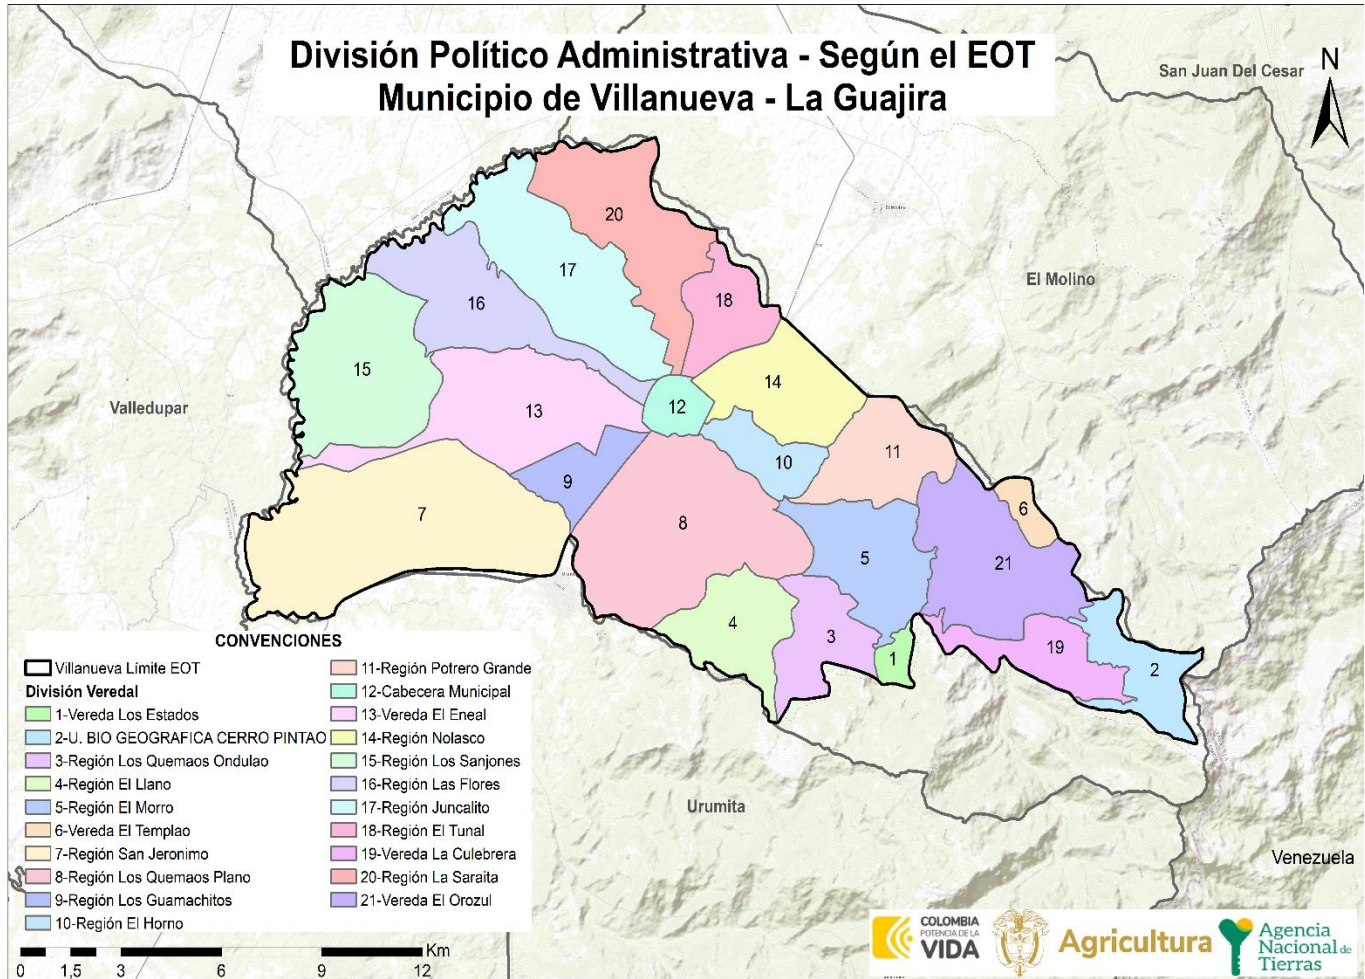 División Político Administrativa - Según el EOT
Municipio de Villanueva - La Guajira
N
San Juan Del Cesar
El Molino
Valledupar
Urumita
Venezuela
20
17
18
16
15
14
12
13
11
10
9
7
8
6
5
21
4
3
1
19
2
CONVENCIONES
Villanueva Límite EOT
División Veredal
1-Vereda Los Estados
2-U. BIO GEOGRAFICA CERRO PINTAO
3-Región Los Quemaos Ondulao
4-Región El Llano
5-Región El Morro
6-Vereda El Templao
7-Región San Jeronimo
8-Región Los Quemaos Plano
9-Región Los Guamachitos
10-Región El Horno
11-Región Potrero Grande
12-Cabecera Municipal
13-Vereda El Eneal
14-Región Nolasco
15-Región Los Sanjones
16-Región Las Flores
17-Región Juncalito
18-Región El Tunal
19-Vereda La Culebrera
20-Región La Saraita
21-Vereda El Orozul
0 1,5 3 6 9 12 Km
COLOMBIA
POTENCIA DE LA
VIDA
Agricultura
Agencia
Nacional de
Tierras